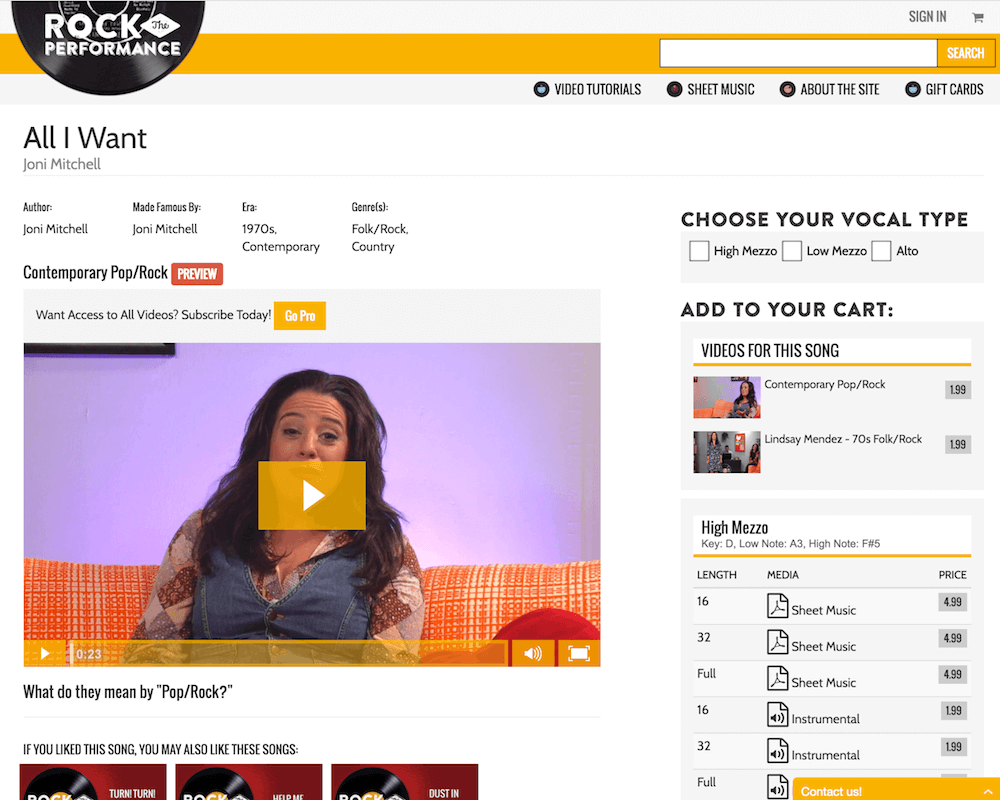 ROCK The
PERFORMANCE
SIGN IN
SEARCH
VIDEO TUTORIALS
SHEET MUSIC
ABOUT THE SITE
GIFT CARDS
All I Want
Joni Mitchell
Author:
Joni Mitchell
Made Famous By:
Joni Mitchell
Era:
1970s,
Contemporary
Genre(s):
Folk/Rock,
Country
Contemporary Pop/Rock PREVIEW
Want Access to All Videos? Subscribe Today! Go Pro
0:23
What do they mean by "Pop/Rock?"
IF YOU LIKED THIS SONG, YOU MAY ALSO LIKE THESE SONGS:
ROCK
TURN! TURN!
ROCK
HELP ME
ROCK
DUST IN
CHOOSE YOUR VOCAL TYPE
High Mezzo Low Mezzo Alto
ADD TO YOUR CART:
VIDEOS FOR THIS SONG
Contemporary Pop/Rock 1.99
Lindsay Mendez - 70s Folk/Rock 1.99
High Mezzo
Key: D, Low Note: A3, High Note: F#5
LENGTH MEDIA PRICE
16 Sheet Music 4.99
32 Sheet Music 4.99
Full Sheet Music 4.99
16 Instrumental 1.99
32 Instrumental 1.99
Full
Contact us!